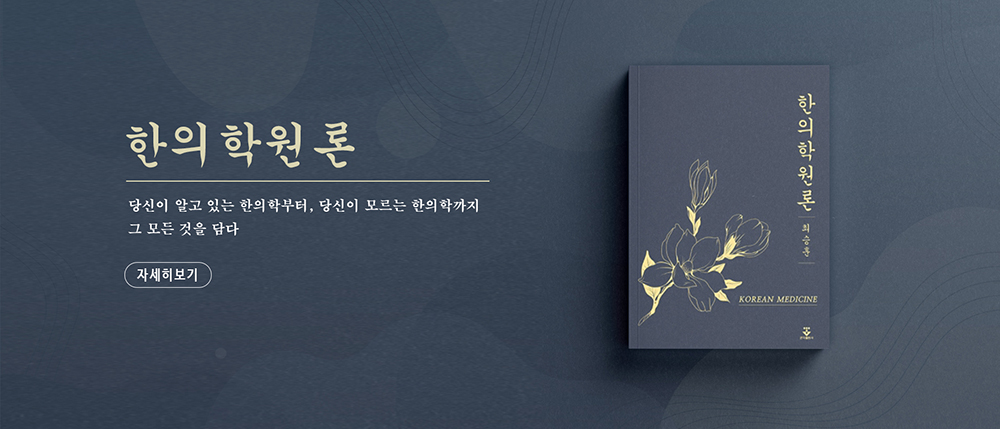 한의학원론
당신이 알고 있는 한의학부터, 당신이 모르는 한의학까지
그 모든 것을 담다
자세히보기
한의학원론
최승훈
KOREAN MEDICINE